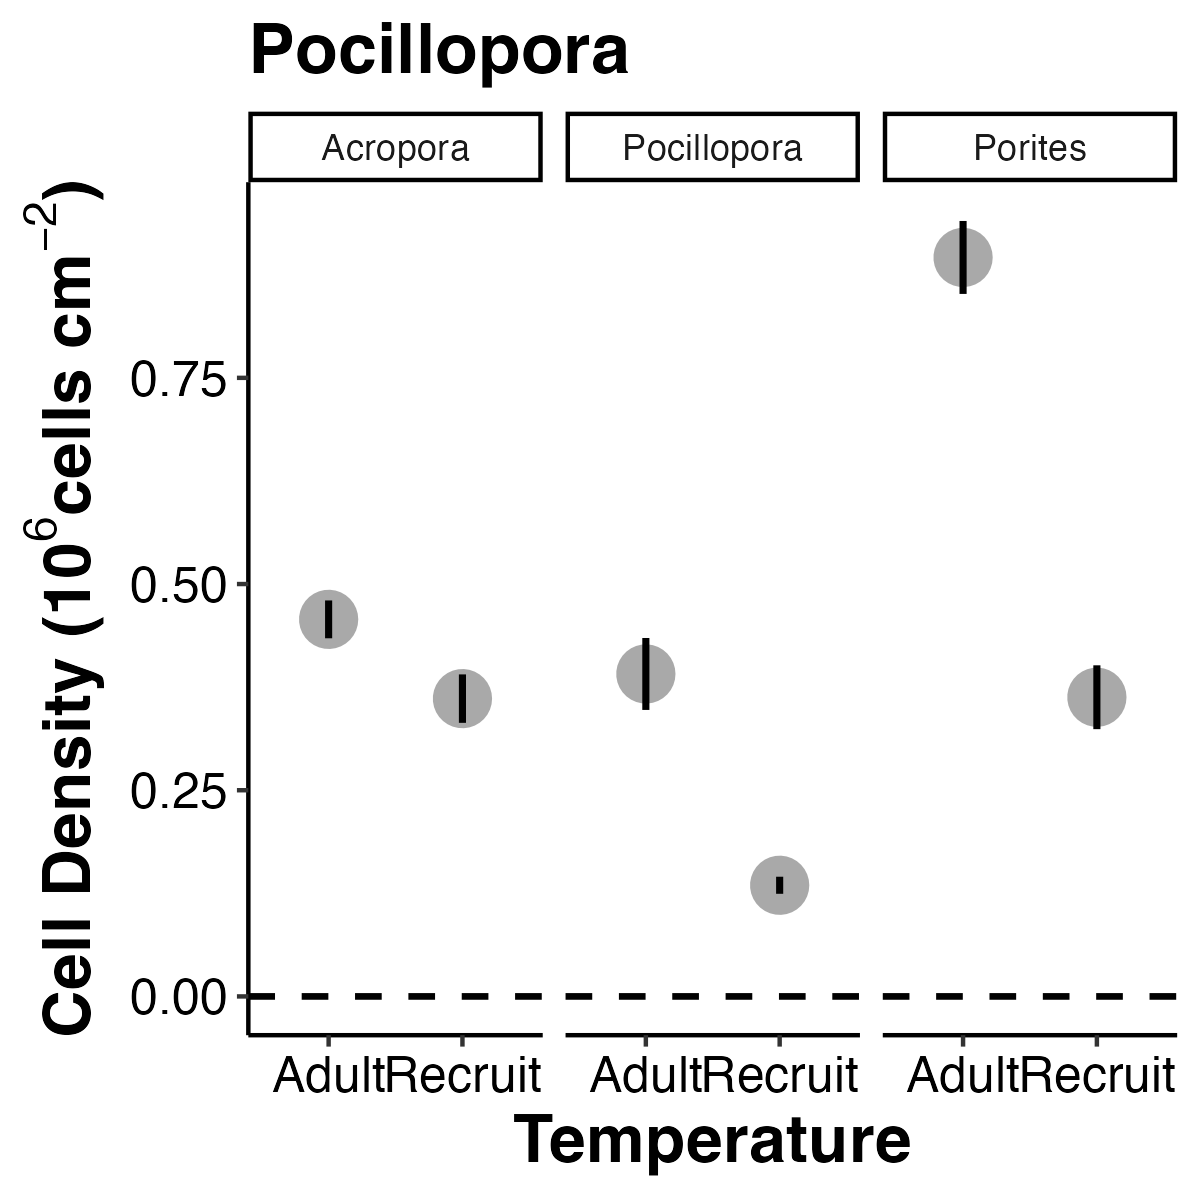 Pocillopora
Acropora Pocillopora Porites
Cell Density (10⁶cells cm⁻²)
0.75
0.50
0.25
0.00
Adult Recruit Adult Recruit Adult Recruit
Temperature